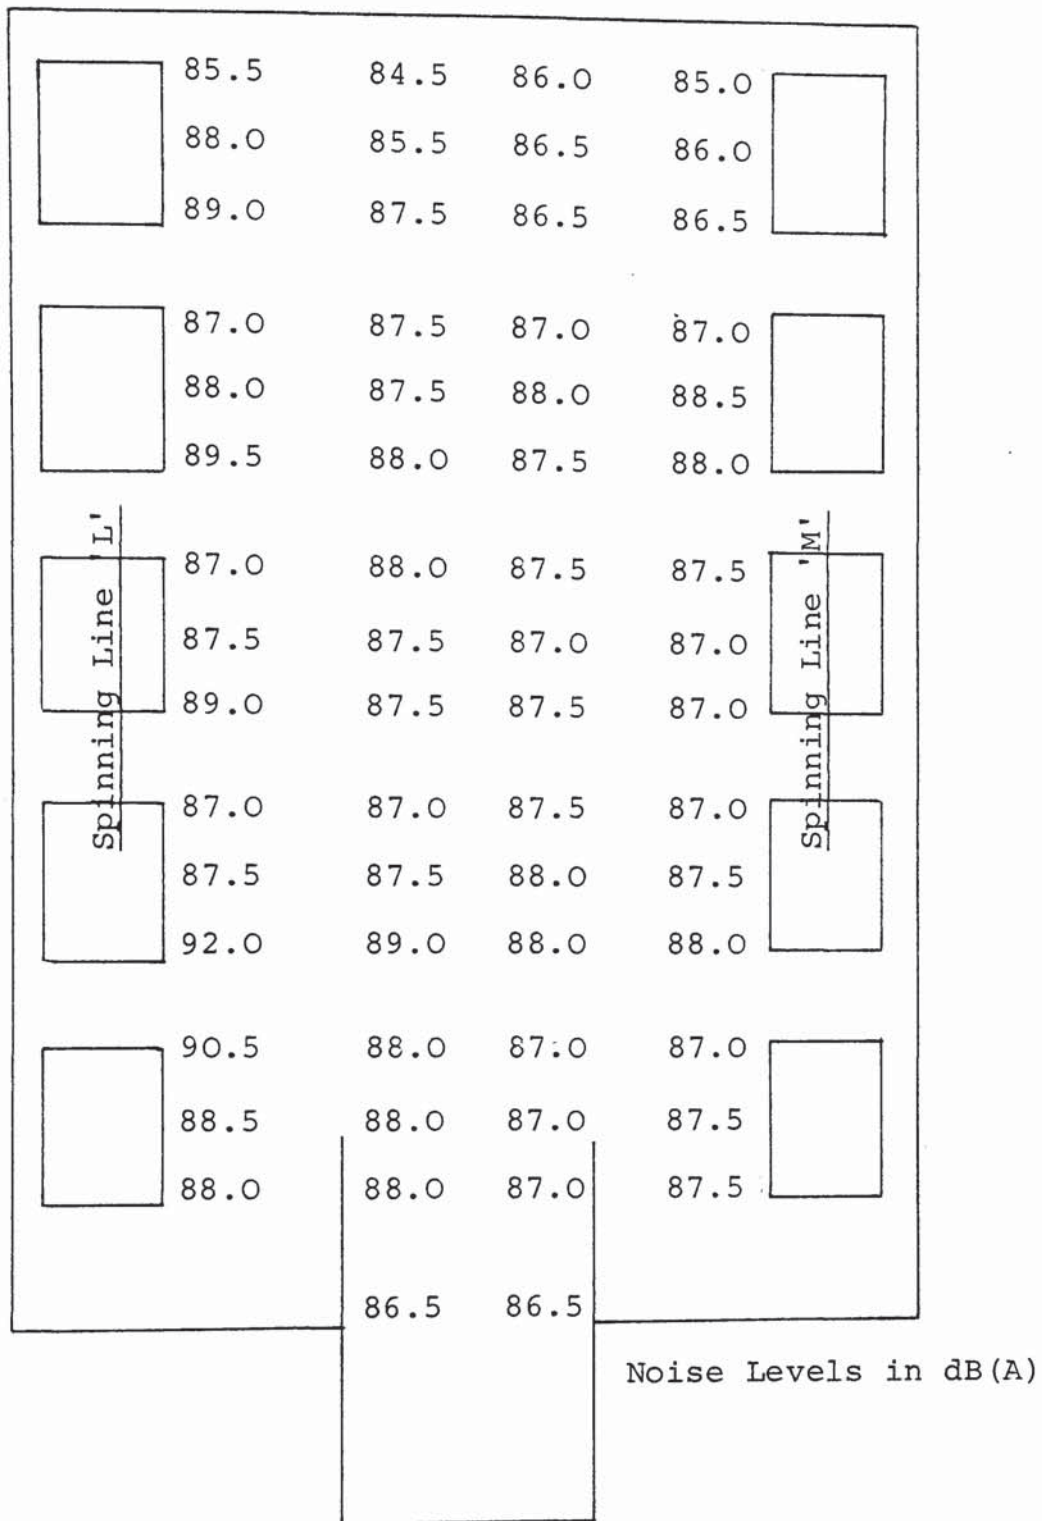 85.5 84.5 86.0 85.0
88.0 85.5 86.5 86.0
89.0 87.5 86.5 86.5
87.0 87.5 87.0 87.0
88.0 87.5 88.0 88.5
89.5 88.0 87.5 88.0
Spinning Line 'L'
Spinning Line 'M'
87.0 88.0 87.5 87.5
87.5 87.5 87.0 87.0
89.0 87.5 87.5 87.0
87.0 87.0 87.5 87.0
87.5 87.5 88.0 87.5
92.0 89.0 88.0 88.0
90.5 88.0 87.0 87.0
88.5 88.0 87.0 87.5
88.0 88.0 87.0 87.5
86.5 86.5
Noise Levels in dB(A)